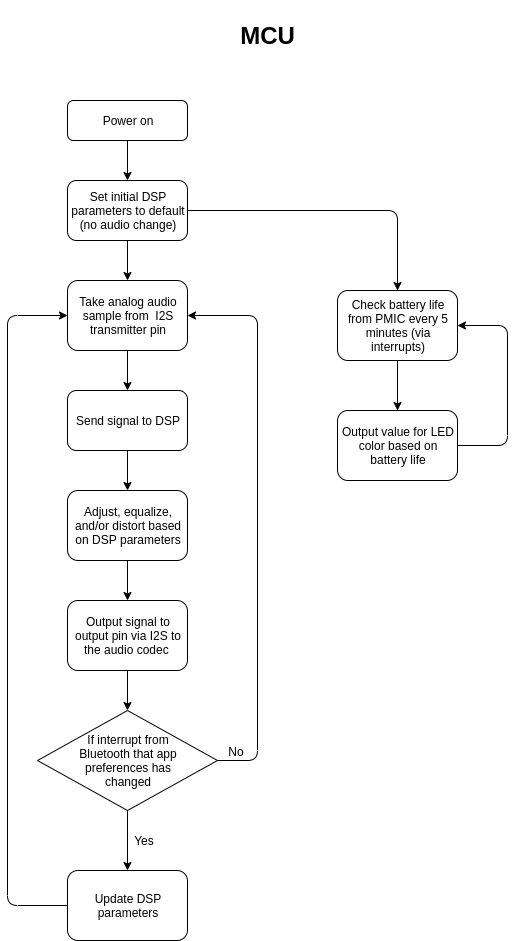 MCU
Power on
Set initial DSP
parameters to default
(no audio change)
Take analog audio
sample from I2S
transmitter pin
Send signal to DSP
Adjust, equalize,
and/or distort based
on DSP parameters
Output signal to
output pin via I2S to
the audio codec
If interrupt from
Bluetooth that app
preferences has
changed
No
Yes
Update DSP
parameters
Check battery life
from PMIC every 5
minutes (via
interrupts)
Output value for LED
color based on
battery life